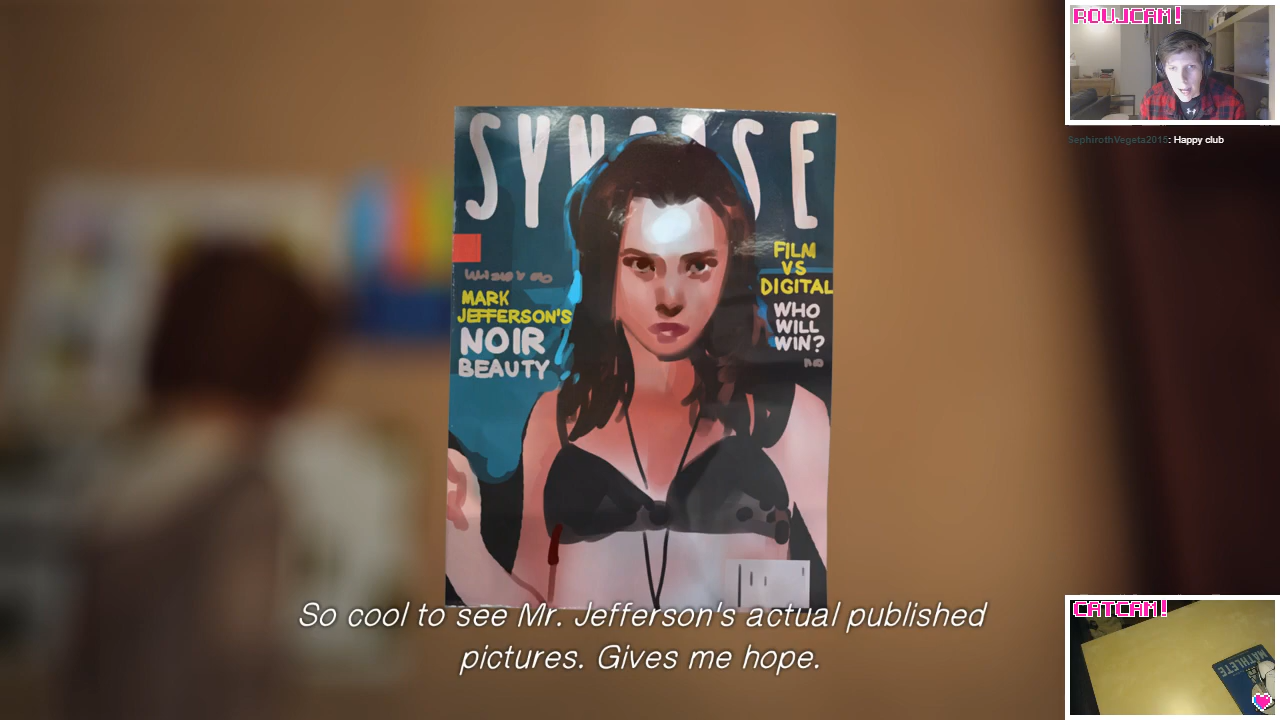 ROUJCAM!
SephirothVegeta2015: Happy club
MARK
JEFFERSON'S
NOIR
BEAUTY
FILM
VS
DIGITAL
WHO
WILL
WIN?
So cool to see Mr. Jefferson's actual published
pictures. Gives me hope.
CATCAM!
MATHLETE